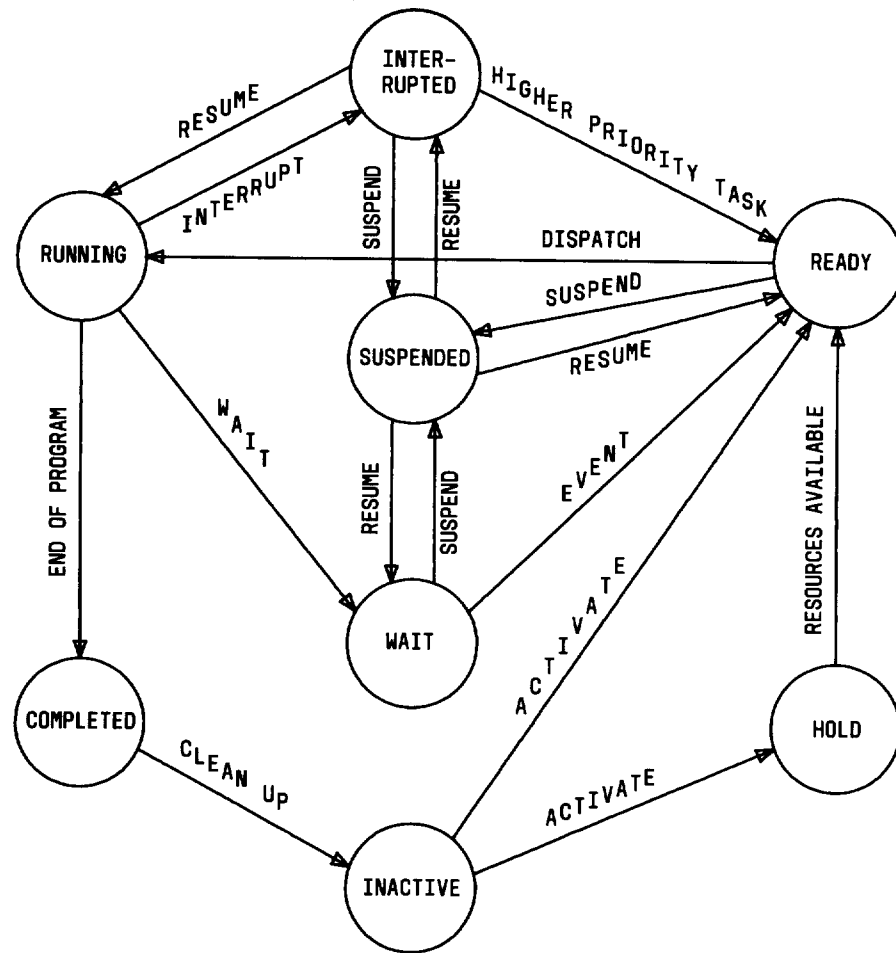 INTER-
RUPTED
RESUME
HIGHER PRIORITY TASK
INTERRUPT
SUSPEND
RESUME
RUNNING
DISPATCH
READY
SUSPEND
SUSPENDED
RESUME
WAIT
END OF PROGRAM
RESUME
SUSPEND
EVENT
RESOURCES AVAILABLE
ACTIVATE
WAIT
COMPLETED
HOLD
CLEAN UP
ACTIVATE
INACTIVE